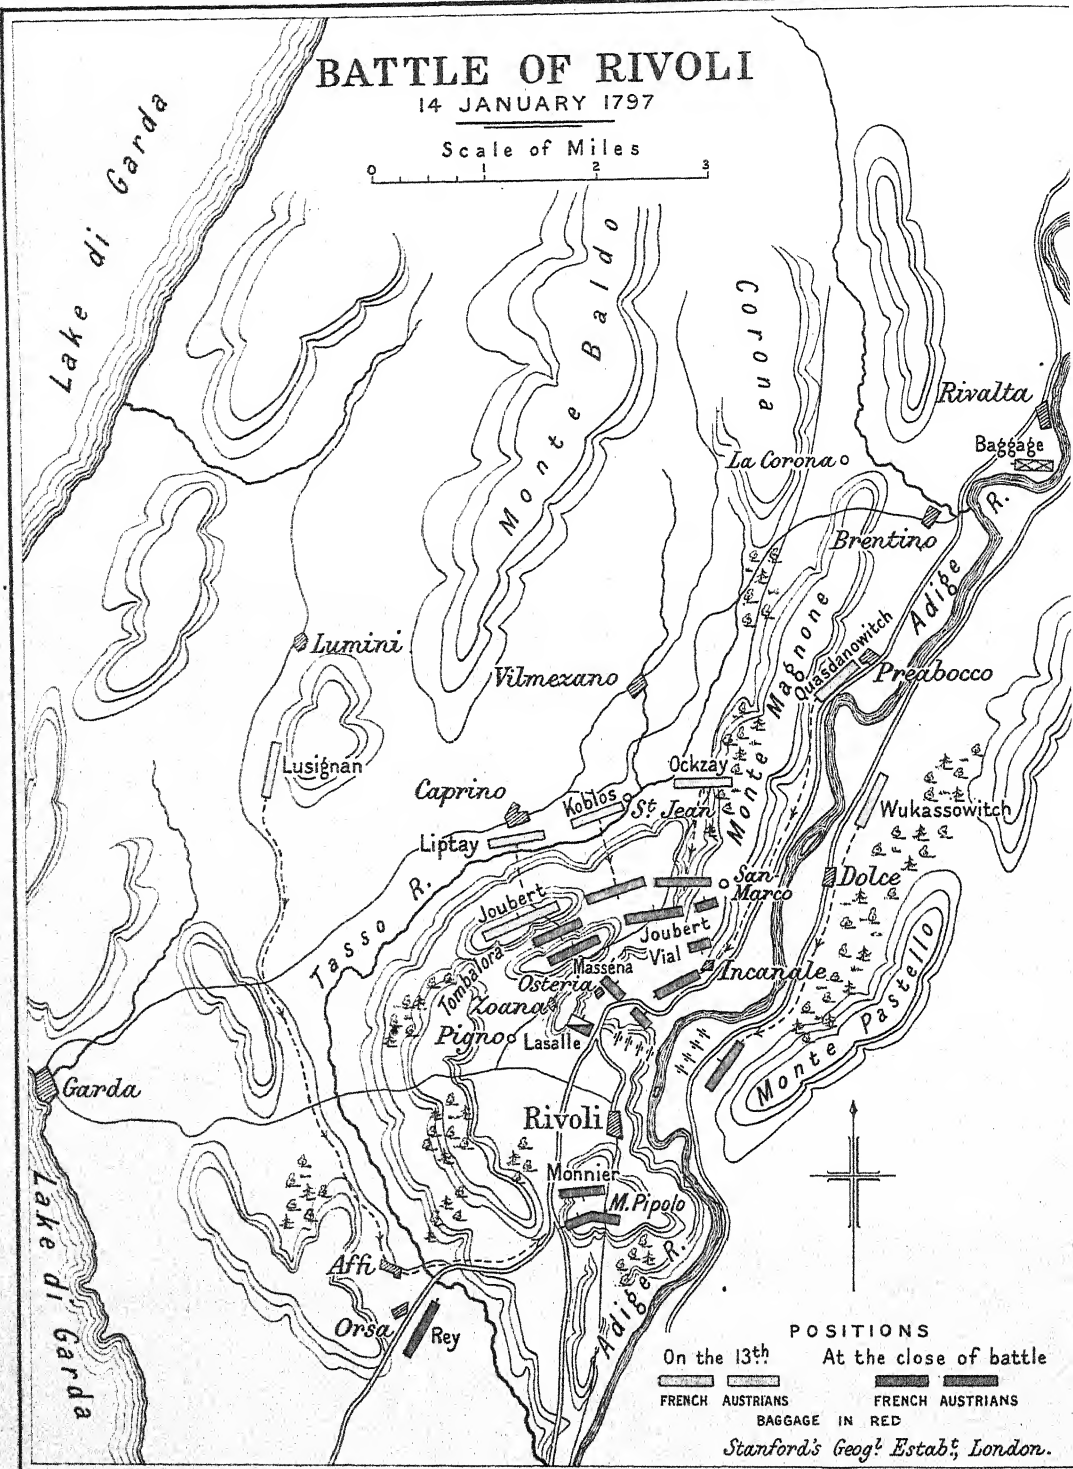 BATTLE OF RIVOLI
14 JANUARY 1797
Scale of Miles
0 1 2 3
Lake di Garda
Monte Baldo
Corona
Rivalta
Baggage
La Corona
R.
Brentino
Adige
Lumini
Vilmezano
Monte Magnone
Quasdanowitch
Preabocco
Lusignan
Ockzay
Caprino
Koblos
St. Jean
Wukassowitch
Liptay
Dolce
San
Marco
Joubert
Tasso R.
Joubert
Vial
Tombalora
Masséna
Osteria
Incanale
Zoana
Pigno
Lasalle
Monte Pastello
Garda
Rivoli
Monnier
M. Pipolo
Lake di Garda
Affi
Adige R.
Orsa
Rey
POSITIONS
On the 13th. At the close of battle
FRENCH AUSTRIANS FRENCH AUSTRIANS
BAGGAGE IN RED
Stanford's Geogl. Estabt., London.